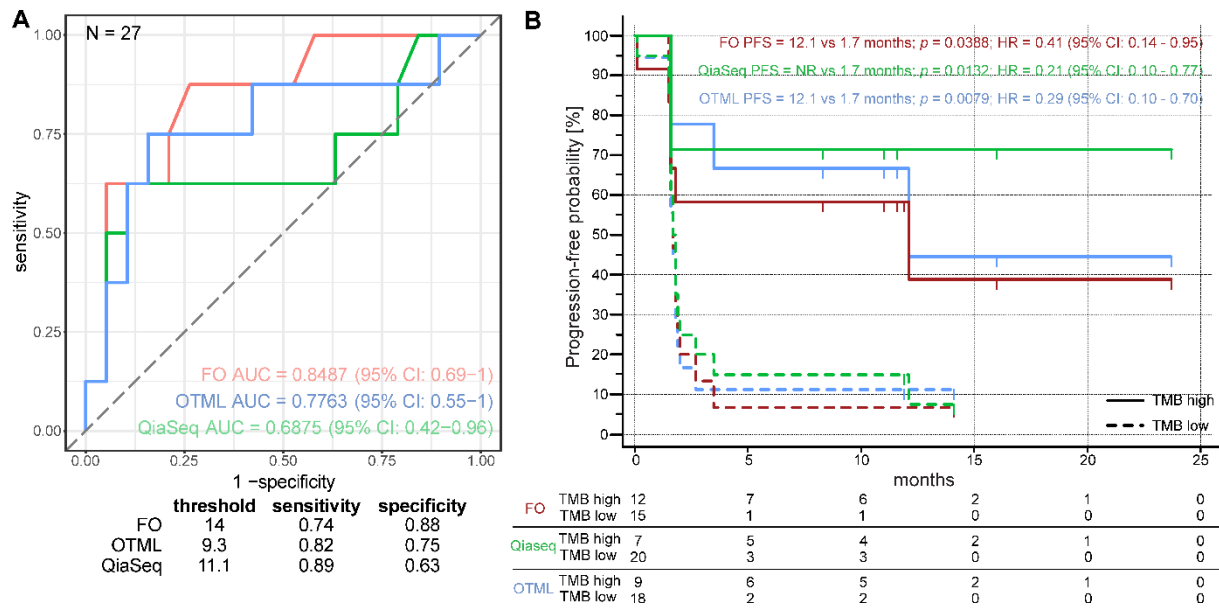 A
N = 27
1.00
0.75
0.50
0.25
0.00
sensitivity
FO AUC = 0.8487 (95% CI: 0.69−1)
OTML AUC = 0.7763 (95% CI: 0.55−1)
QiaSeq AUC = 0.6875 (95% CI: 0.42−96)
0.00 0.25 0.50 0.75 1.00
1 −specificity
threshold sensitivity specificity
FO 14 0.74 0.88
OTML 9.3 0.82 0.75
QiaSeq 11.1 0.89 0.63
B
FO PFS = 12.1 vs 1.7 months; p = 0.0388; HR = 0.41 (95% CI: 0.14 - 0.95)
QiaSeq PFS = NR vs 1.7 months; p = 0.0132; HR = 0.21 (95% CI: 0.10 - 0.77)
OTML PFS = 12.1 vs 1.7 months; p = 0.0079; HR = 0.29 (95% CI: 0.10 - 0.70)
100
90
80
70
60
50
40
30
20
10
0
Progression-free probability [%]
TMB high
TMB low
0 5 10 15 20 25
months
FO
TMB high 12 7 6 2 1 0
TMB low 15 1 1 0 0 0
Qiaseq
TMB high 7 5 4 2 1 0
TMB low 20 3 3 0 0 0
OTML
TMB high 9 6 5 2 1 0
TMB low 18 2 2 0 0 0